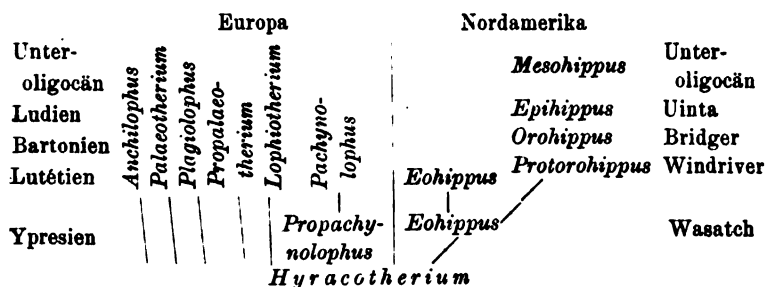 Europa Nordamerika
Unter-
oligocän
Ludien
Bartonien
Lutétien
Ypresien
Anchilophus
Palaeotherium
Plagiolophus
Propalaeo-
therium
Lophiotherium
Pachyno-
lophus
Propachy-
nolophus
Eohippus
Eohippus
Mesohippus
Epihippus
Orohippus
Protorohippus
Unter-
oligocän
Uinta
Bridger
Windriver
Wasatch
Hyracotherium